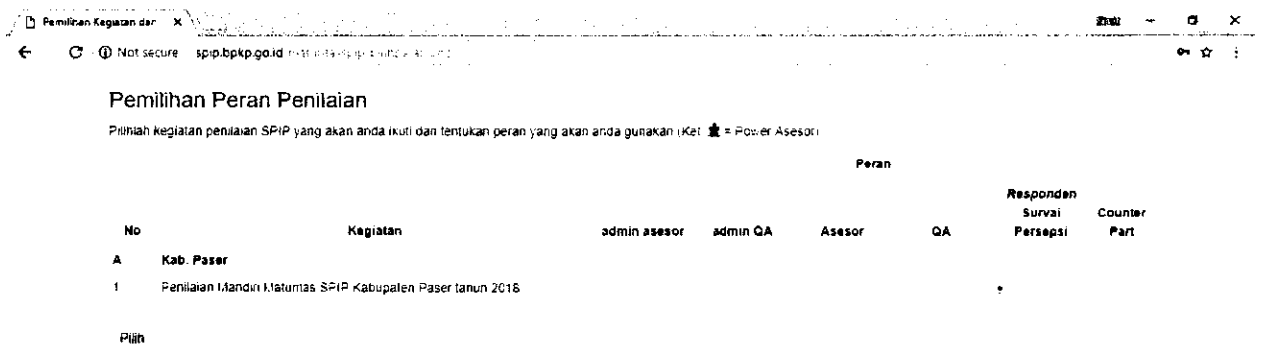 Pemilihan Kegiatan dan
Not secure spip.bpkp.go.id
Pemilihan Peran Penilaian
Pilihlah kegiatan penilaian SPIP yang akan anda ikuti dan tentukan peran yang akan anda gunakan (Ket. = Power Asesor)
Peran
No Kegiatan admin asesor admin QA Asesor QA Responden Survai Persepsi Counter Part
A Kab. Paser
1 Penilaian Mandiri Maturitas SPIP Kabupaten Paser tahun 2018
Pilih